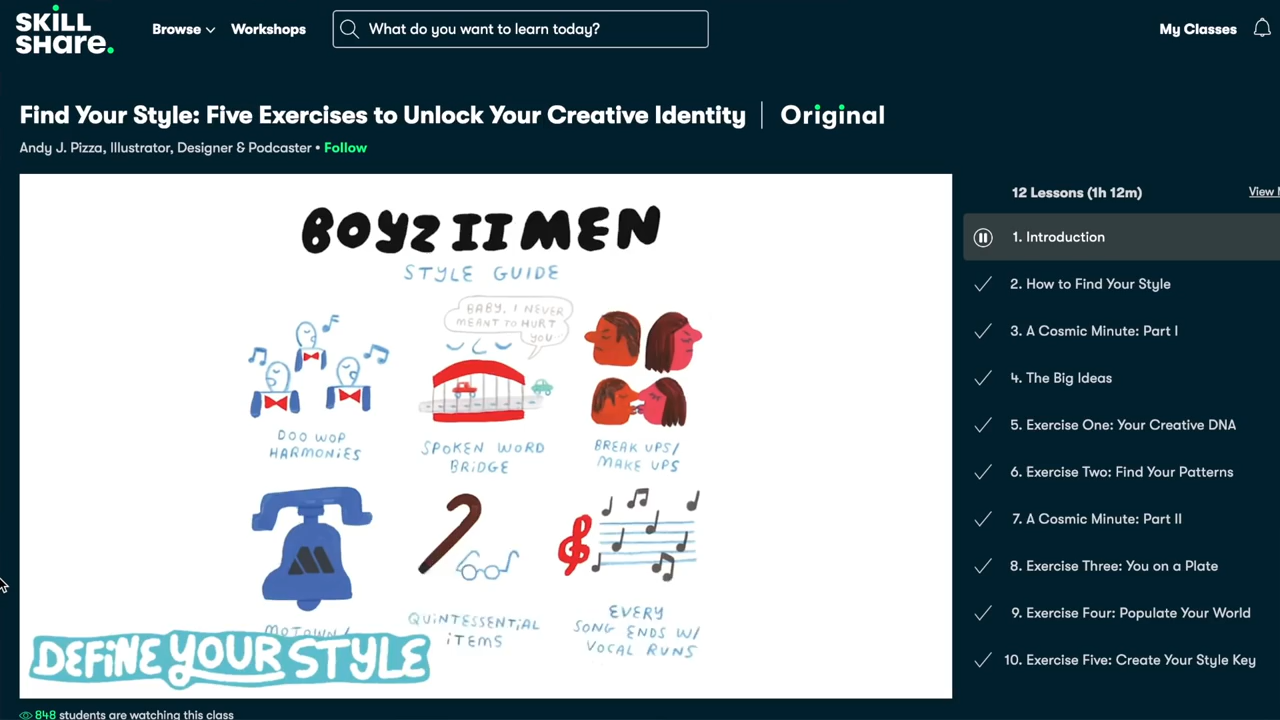 SKILL
SHare.
Browse
Workshops
What do you want to learn today?
My Classes
Find Your Style: Five Exercises to Unlock Your Creative Identity | Original
Andy J. Pizza, Illustrator, Designer & Podcaster • Follow
BOYZ II MEN
STYLE GUIDE
BABY, I NEVER
MEANT TO HURT
YOU
DOO WOP
HARMONIES
SPOKEN WORD
BRIDGE
BREAK UPS/
MAKE UPS
MOTOWN/
QUINTESSENTIAL
ITEMS
EVERY
SONG ENDS W/
VOCAL RUNS
DEFINE YOUR STYLE
848 students are watching this class
12 Lessons (1h 12m)
View
1. Introduction
2. How to Find Your Style
3. A Cosmic Minute: Part I
4. The Big Ideas
5. Exercise One: Your Creative DNA
6. Exercise Two: Find Your Patterns
7. A Cosmic Minute: Part II
8. Exercise Three: You on a Plate
9. Exercise Four: Populate Your World
10. Exercise Five: Create Your Style Key